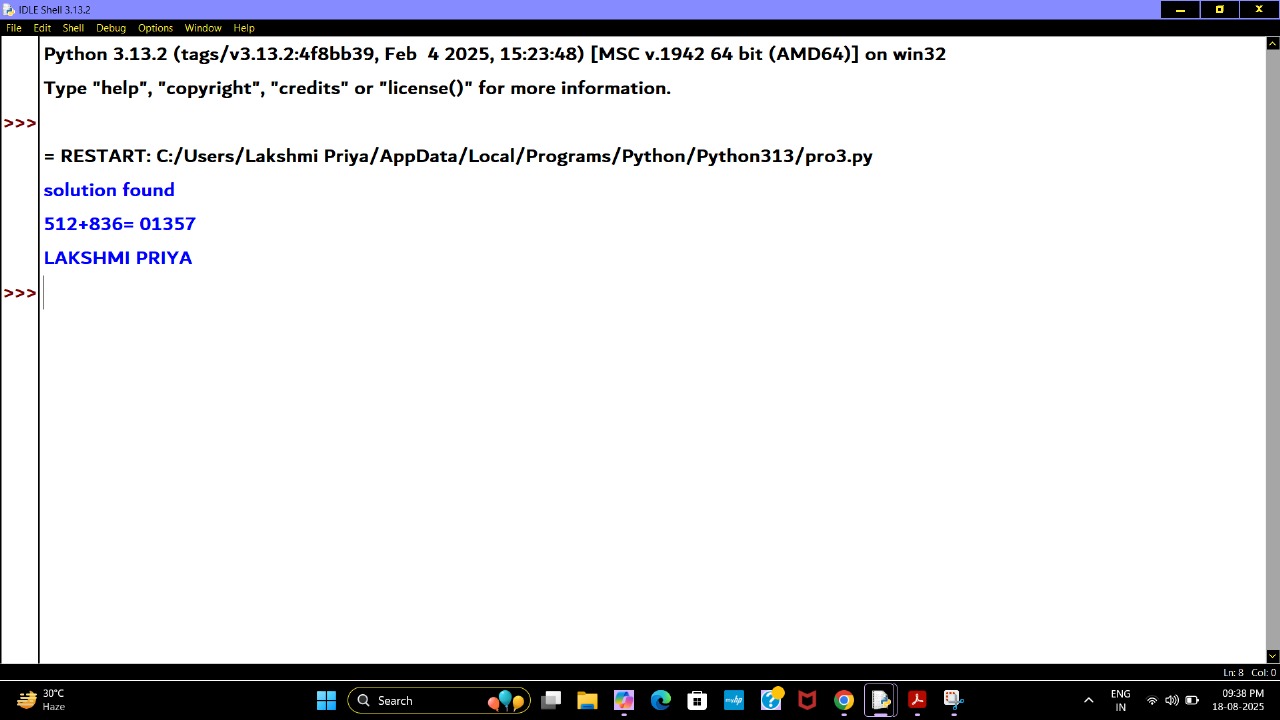 IDLE Shell 3.13.2
File Edit Shell Debug Options Window Help
Python 3.13.2 (tags/v3.13.2:4f8bb39, Feb  4 2025, 15:23:48) [MSC v.1942 64 bit (AMD64)] on win32
Type "help", "copyright", "credits" or "license()" for more information.
>>>
= RESTART: C:/Users/Lakshmi Priya/AppData/Local/Programs/Python/Python313/pro3.py
solution found
512+836= 01357
LAKSHMI PRIYA
>>>
Ln: 8 Col: 0
30°C
Haze
Search
myhp
ENG
IN
09:38 PM
18-08-2025